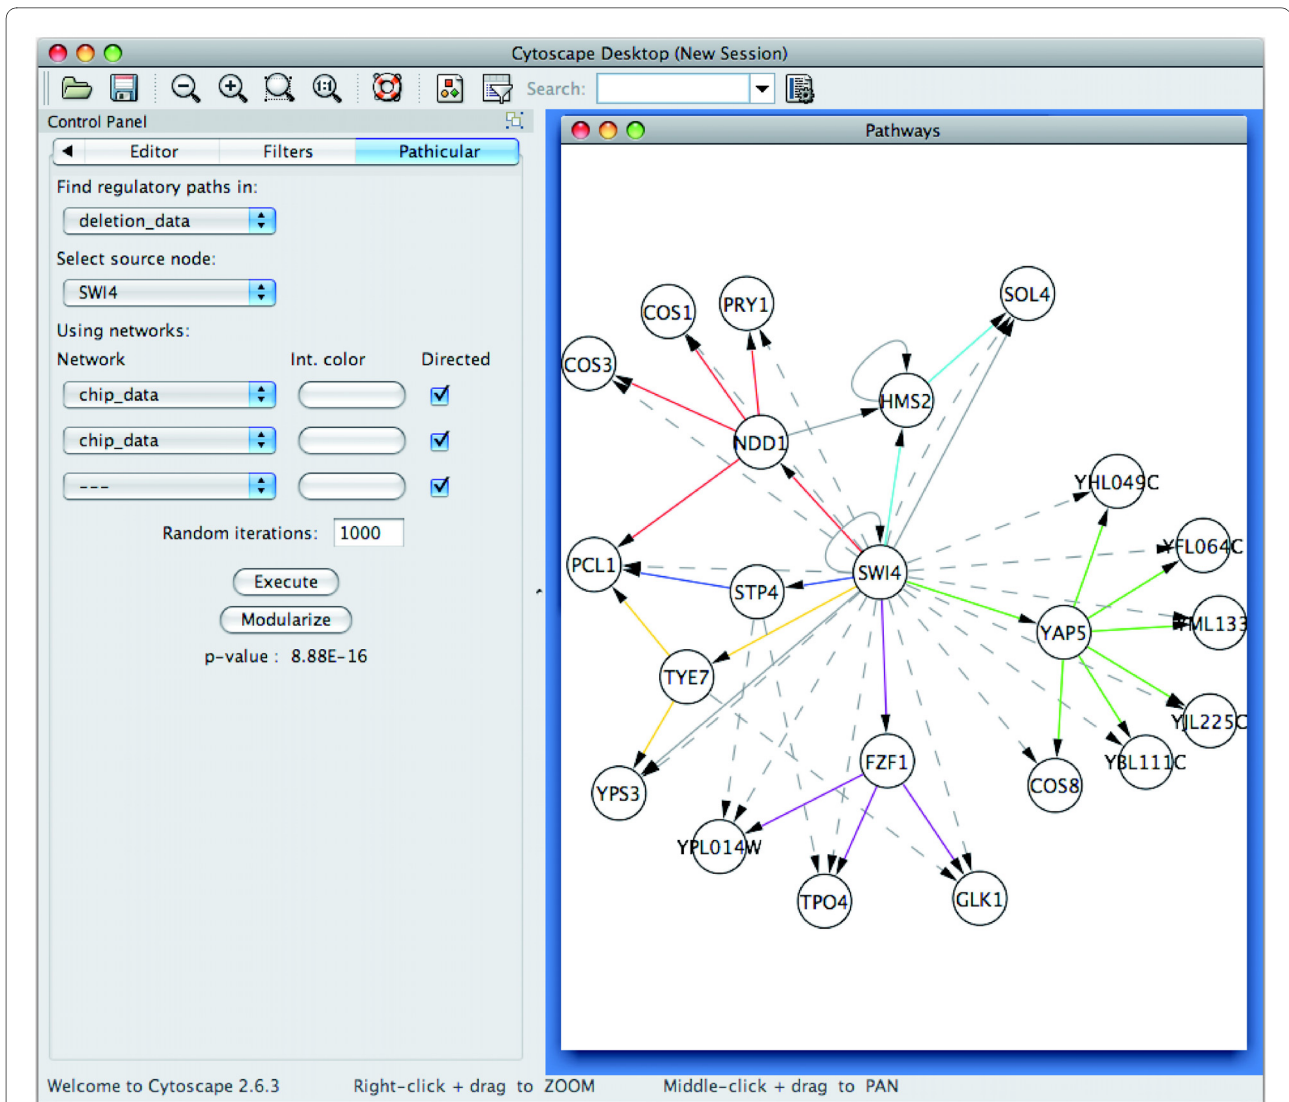 Cytoscape Desktop (New Session)
Search:
Control Panel
Editor Filters Pathicular
Find regulatory paths in:
deletion_data
Select source node:
SWI4
Using networks:
Network Int. color Directed
chip_data
chip_data
---
Random iterations: 1000
Execute
Modularize
p-value : 8.88E-16
Pathways
SOL4
PRY1
COS1
COS3
HMS2
NDD1
YHL049C
YFL064C
PCL1
SWI4
STP4
YML133
YAP5
TYE7
YJL225C
FZF1
YBL111C
COS8
YPS3
YPL014W
TPO4
GLK1
Welcome to Cytoscape 2.6.3 Right-click + drag to ZOOM Middle-click + drag to PAN